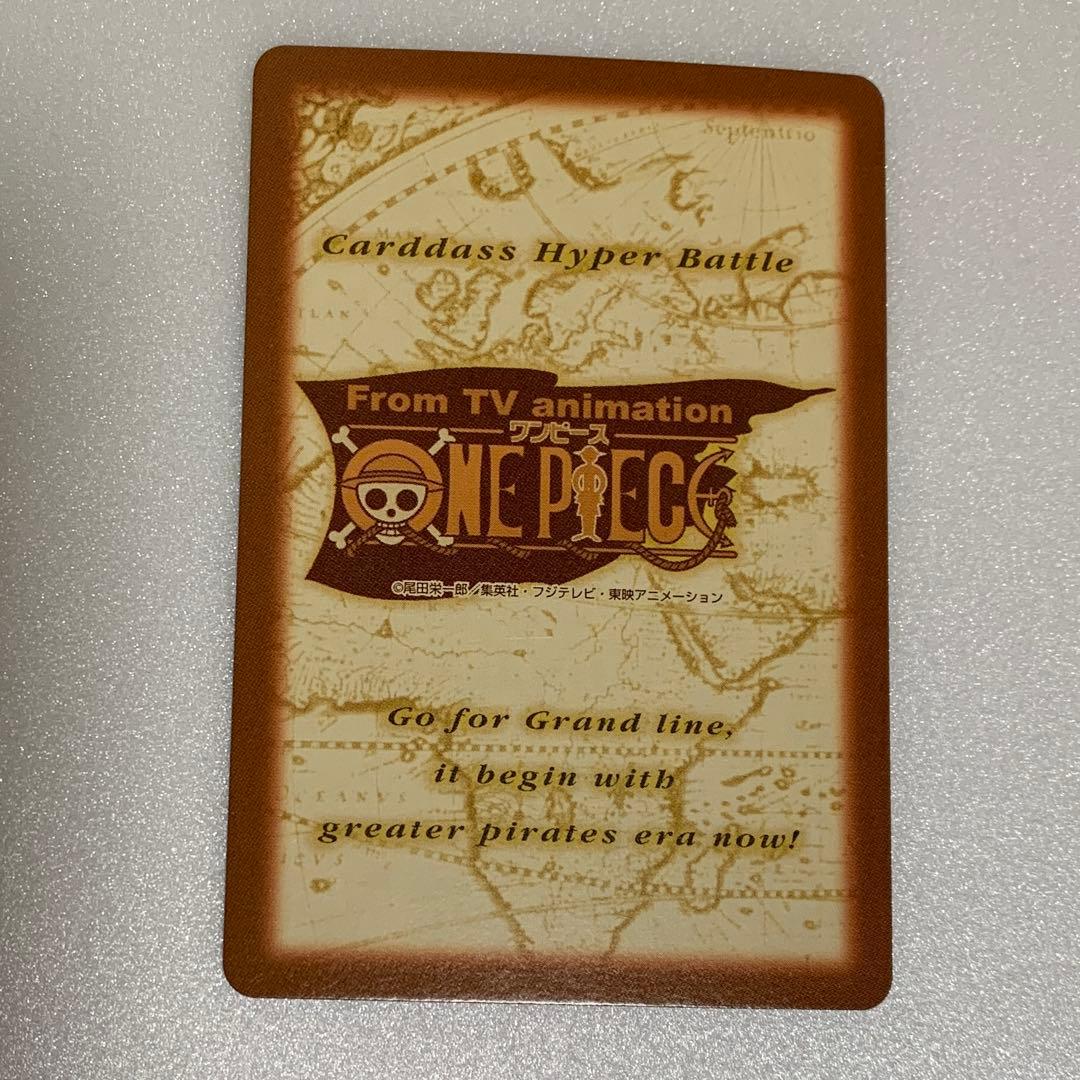 Septentrio
Carddass Hyper Battle
From TV animation
ワンピース
ONE PIECE
©尾田栄一郎/集英社・フジテレビ・東映アニメーション
Go for Grand line,
it begin with
greater pirates era now!